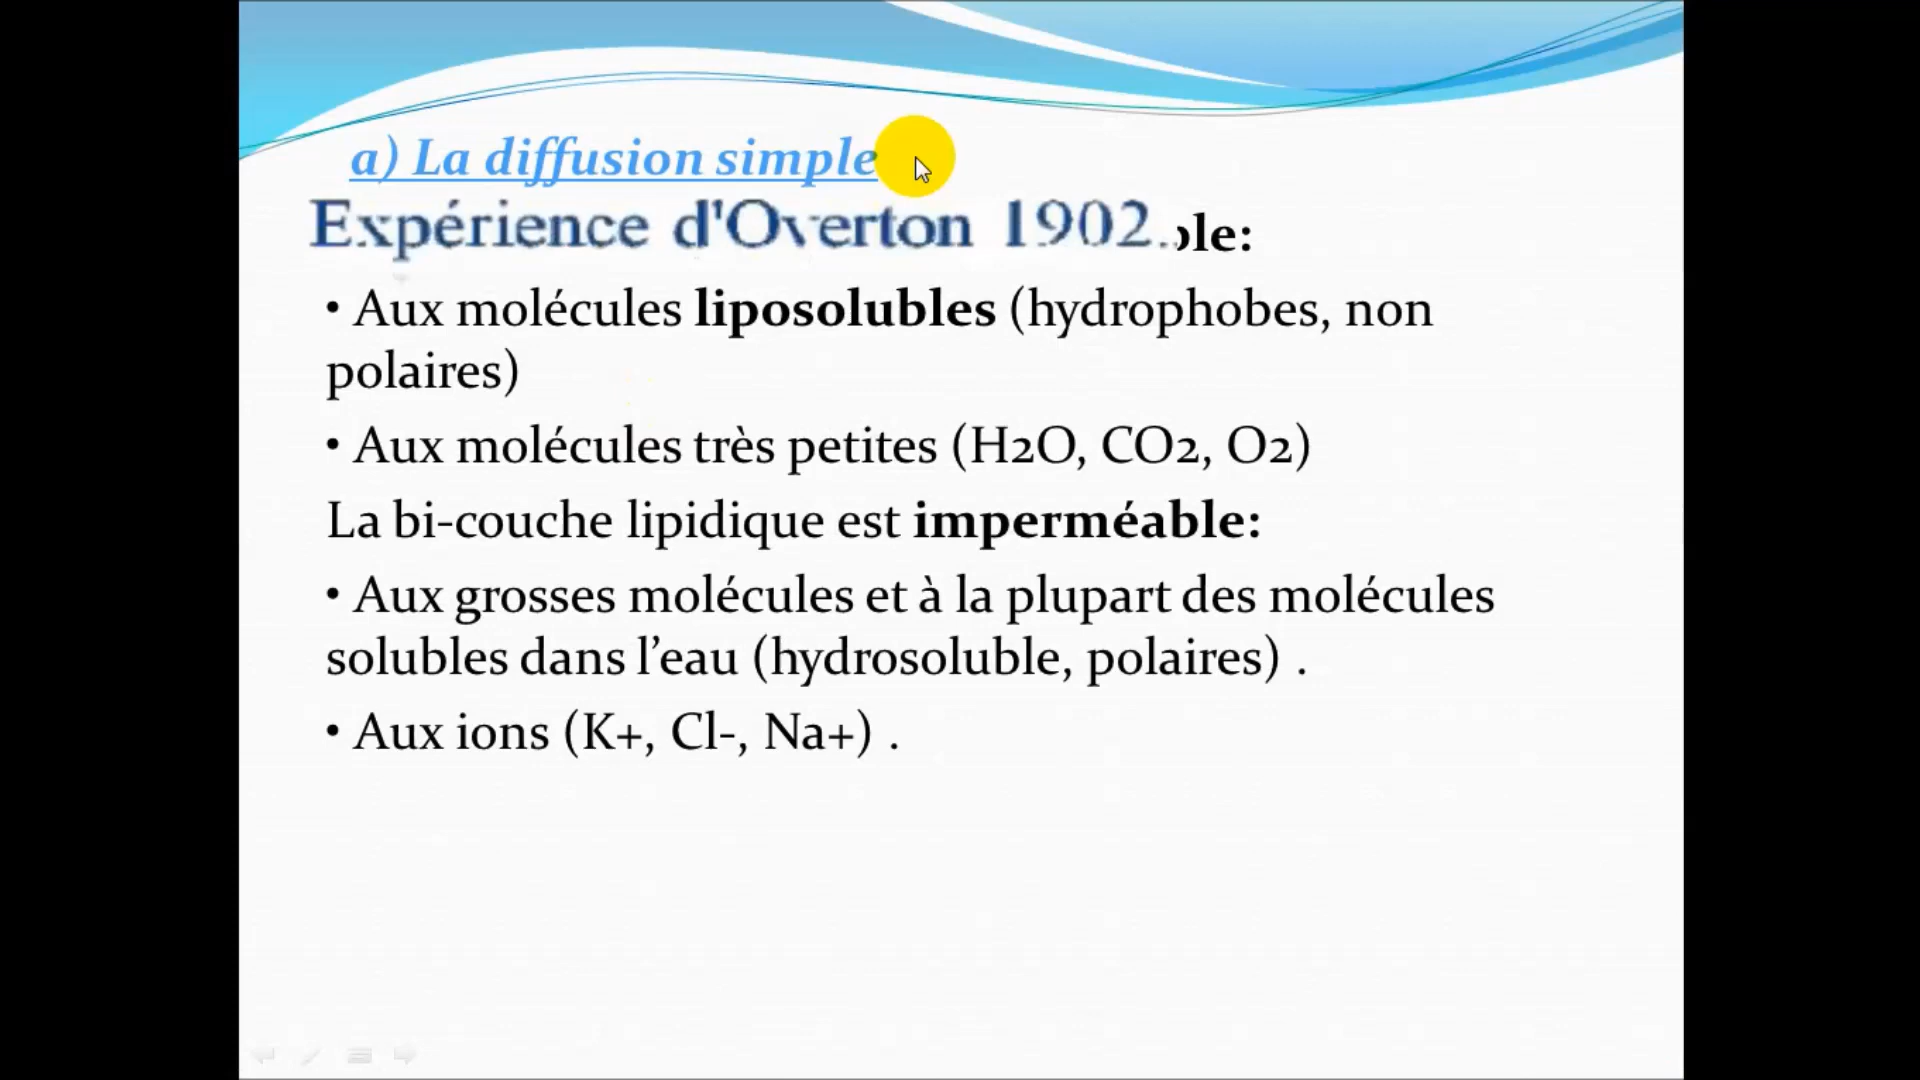 a) La diffusion simple
Expérience d'Overton 1902.
• Aux molécules liposolubles (hydrophobes, non
polaires)
• Aux molécules très petites (H2O, CO2, O2)
La bi-couche lipidique est imperméable:
• Aux grosses molécules et à la plupart des molécules
solubles dans l’eau (hydrosoluble, polaires) .
• Aux ions (K+, Cl-, Na+) .